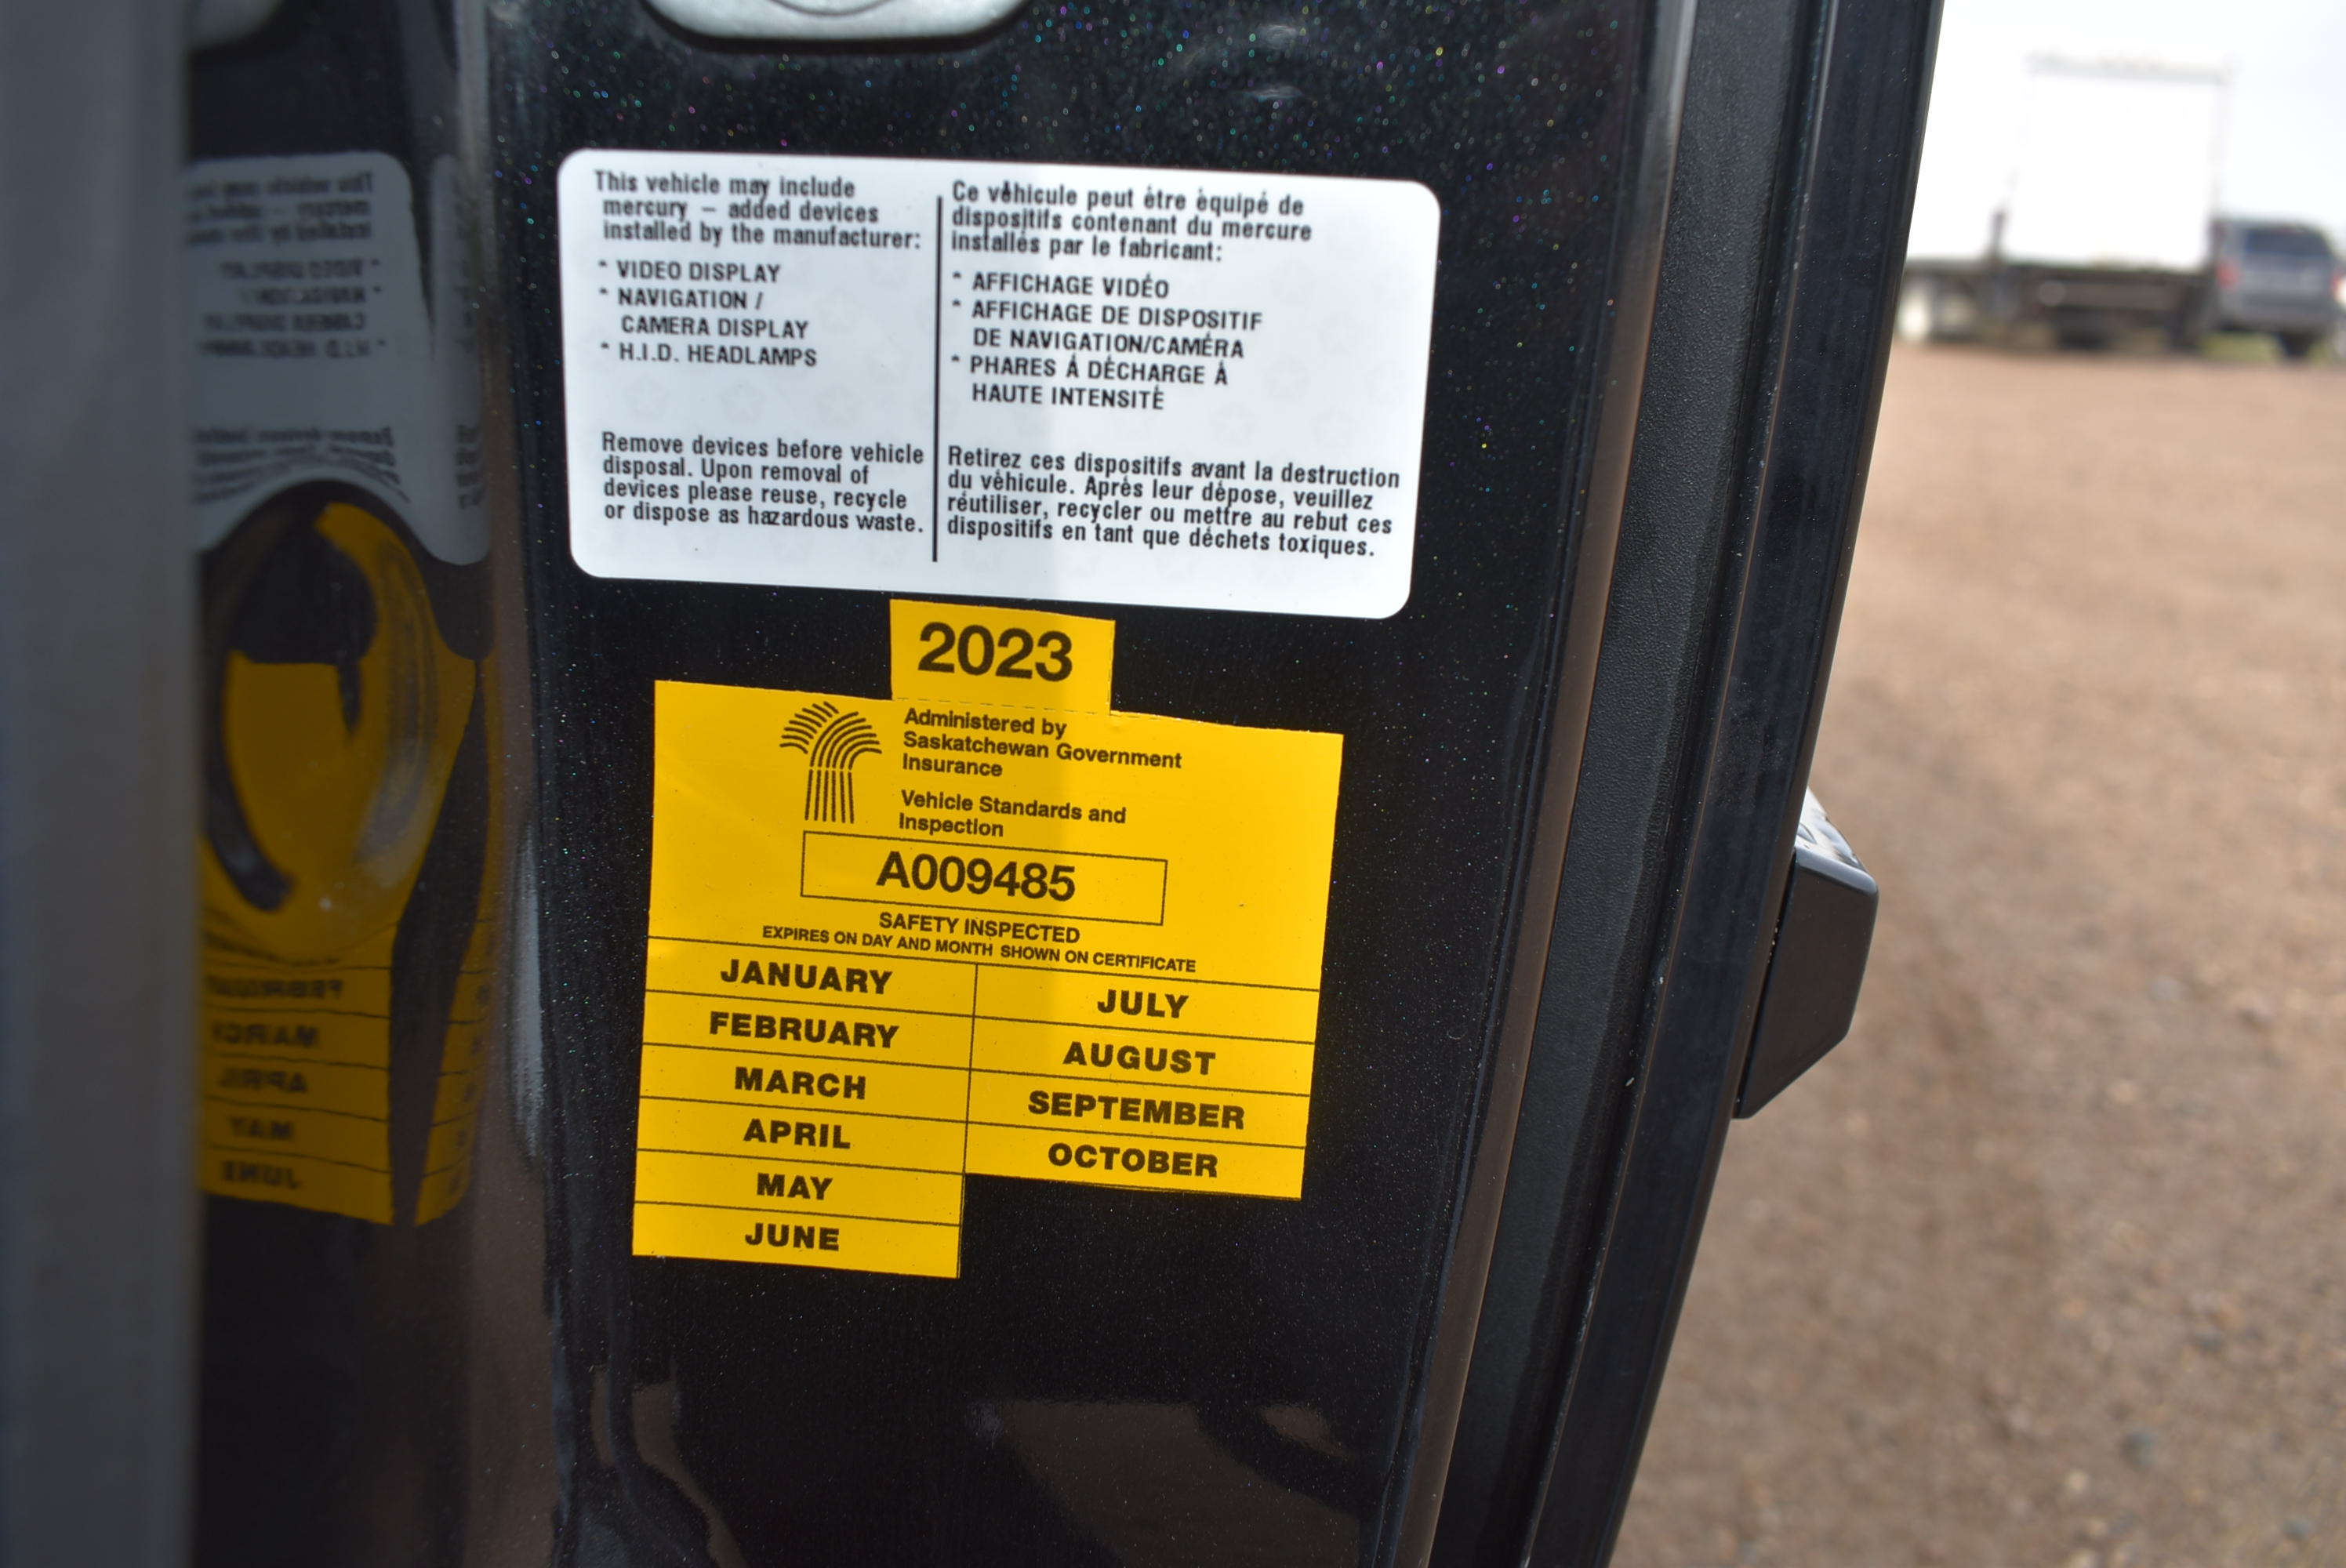 This vehicle may include
mercury – added devices
installed by the manufacturer:
* VIDEO DISPLAY
* NAVIGATION /
CAMERA DISPLAY
* H.I.D. HEADLAMPS
Remove devices before vehicle
disposal. Upon removal of
devices please reuse, recycle
or dispose as hazardous waste.
Ce véhicule peut être équipé de
dispositifs contenant du mercure
installés par le fabricant:
* AFFICHAGE VIDÉO
* AFFICHAGE DE DISPOSITIF
DE NAVIGATION/CAMÉRA
* PHARES À DÉCHARGE À
HAUTE INTENSITÉ
Retirez ces dispositifs avant la destruction
du véhicule. Après leur dépose, veuillez
réutiliser, recycler ou mettre au rebut ces
dispositifs en tant que déchets toxiques.
2023
Administered by
Saskatchewan Government
Insurance
Vehicle Standards and
Inspection
A009485
SAFETY INSPECTED
EXPIRES ON DAY AND MONTH SHOWN ON CERTIFICATE
JANUARY
FEBRUARY
MARCH
APRIL
MAY
JUNE
JULY
AUGUST
SEPTEMBER
OCTOBER